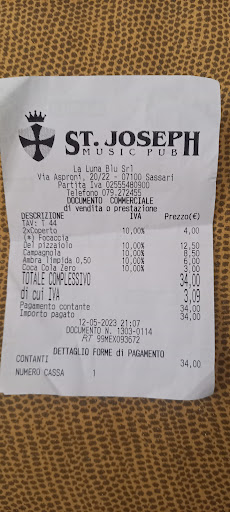 ST. JOSEPH
MUSIC PUB
La Luna Blu Srl
Via Asproni, 20/22 - 07100 Sassari
Partita Iva 02555480900
Telefono 079.272455
DOCUMENTO COMMERCIALE
di vendita o prestazione
DESCRIZIONE IVA Prezzo(€)
TAV: 1 44
2xCoperto 10,00% 4,00
(*) Focaccia
Del pizzaiolo 10,00% 12,50
Campagnola 10,00% 8,50
Ambra limpida 0,50 10,00% 6,00
Coca Cola Zero 10,00% 3,00
TOTALE COMPLESSIVO 34,00
di cui IVA 3,09
Pagamento contante 34,00
Importo pagato 34,00
12-05-2023 21:07
DOCUMENTO N. 1303-0114
RT 99MEX093672
DETTAGLIO FORME di PAGAMENTO
CONTANTI 34,00
NUMERO CASSA 1